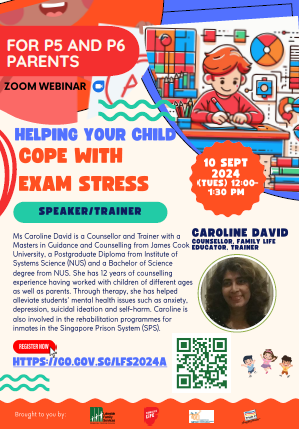 FOR P5 AND P6
PARENTS
ZOOM WEBINAR
HELPING YOUR CHILD
COPE WITH
EXAM STRESS
10 SEPT
2024
(TUES) 12:00-
1:30 PM
SPEAKER/TRAINER
CAROLINE DAVID
COUNSELLOR, FAMILY LIFE
EDUCATOR, TRAINER
Ms Caroline David is a Counsellor and Trainer with a
Masters in Guidance and Counselling from James Cook
University, a Postgraduate Diploma from Institute of
Systems Science (NUS) and a Bachelor of Science
degree from NUS. She has 12 years of counselling
experience having worked with children of different ages
as well as parents. Through therapy, she has helped
alleviate students' mental health issues such as anxiety,
depression, suicidal ideation and self-harm. Caroline is
also involved in the rehabilitation programmes for
inmates in the Singapore Prison System (SPS).
REGISTER NOW
HTTPS://GO.GOV.SG/LFS2024A
Brought to you by: